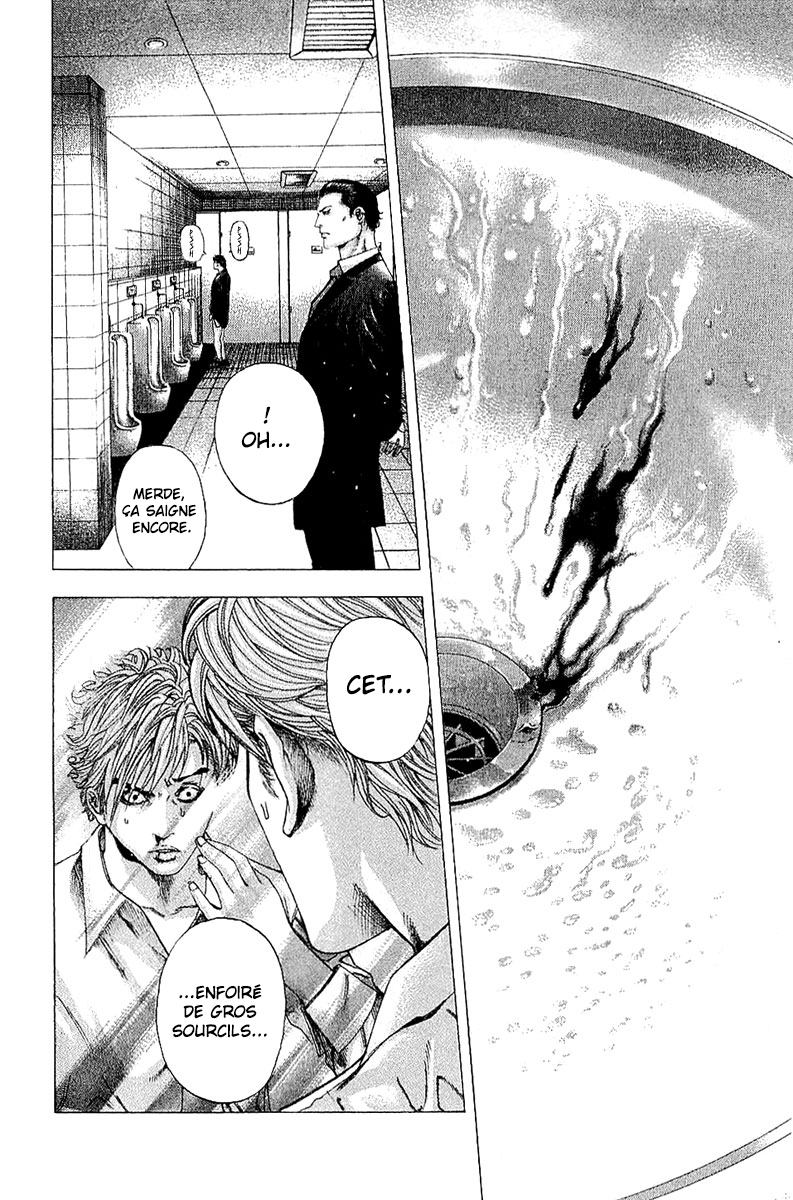 !
OH...
MERDE,
ÇA SAIGNE
ENCORE.
CET...
...ENFOIRÉ
DE GROS
SOURCILS...